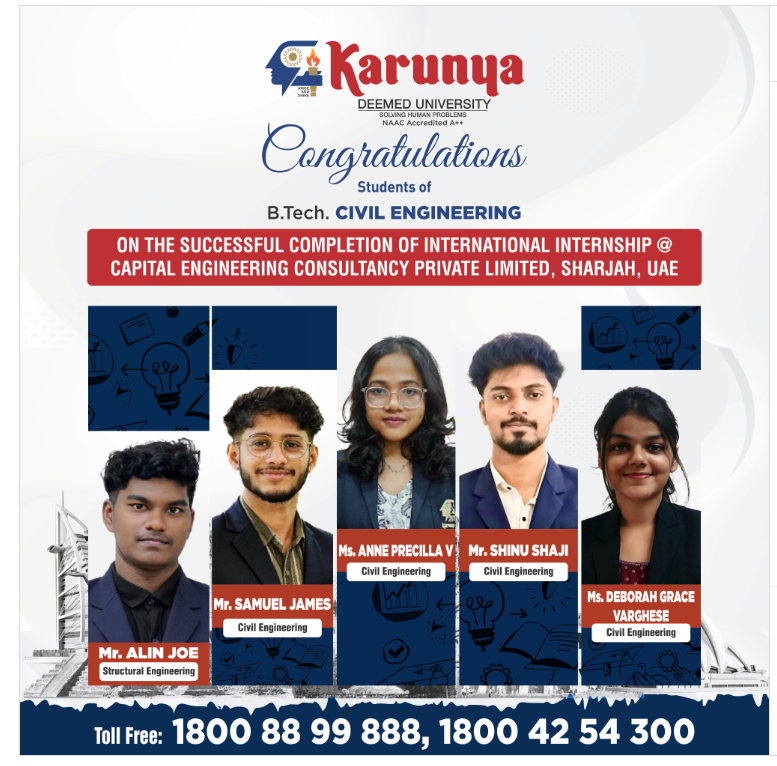 Karunya
ARISE
AND
SHINE
DEEMED UNIVERSITY
SOLVING HUMAN PROBLEMS
NAAC Accredited A++
Congratulations
Students of
B.Tech. CIVIL ENGINEERING
ON THE SUCCESSFUL COMPLETION OF INTERNATIONAL INTERNSHIP @
CAPITAL ENGINEERING CONSULTANCY PRIVATE LIMITED, SHARJAH, UAE
Mr. ALIN JOE
Structural Engineering
Mr. SAMUEL JAMES
Civil Engineering
Ms. ANNE PRECILLA V
Civil Engineering
Mr. SHINU SHAJI
Civil Engineering
Ms. DEBORAH GRACE
VARGHESE
Civil Engineering
Toll Free: 1800 88 99 888, 1800 42 54 300